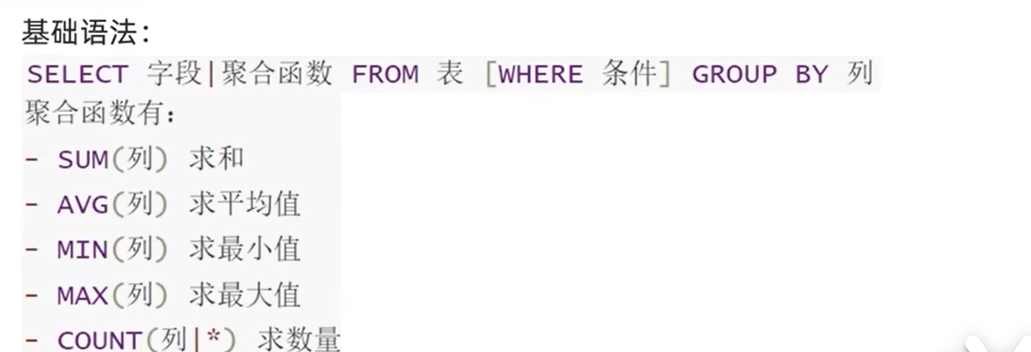 基础语法：
SELECT 字段|聚合函数 FROM 表 [WHERE 条件] GROUP BY 列
聚合函数有：
- SUM(列) 求和
- AVG(列) 求平均值
- MIN(列) 求最小值
- MAX(列) 求最大值
- COUNT(列|*) 求数量